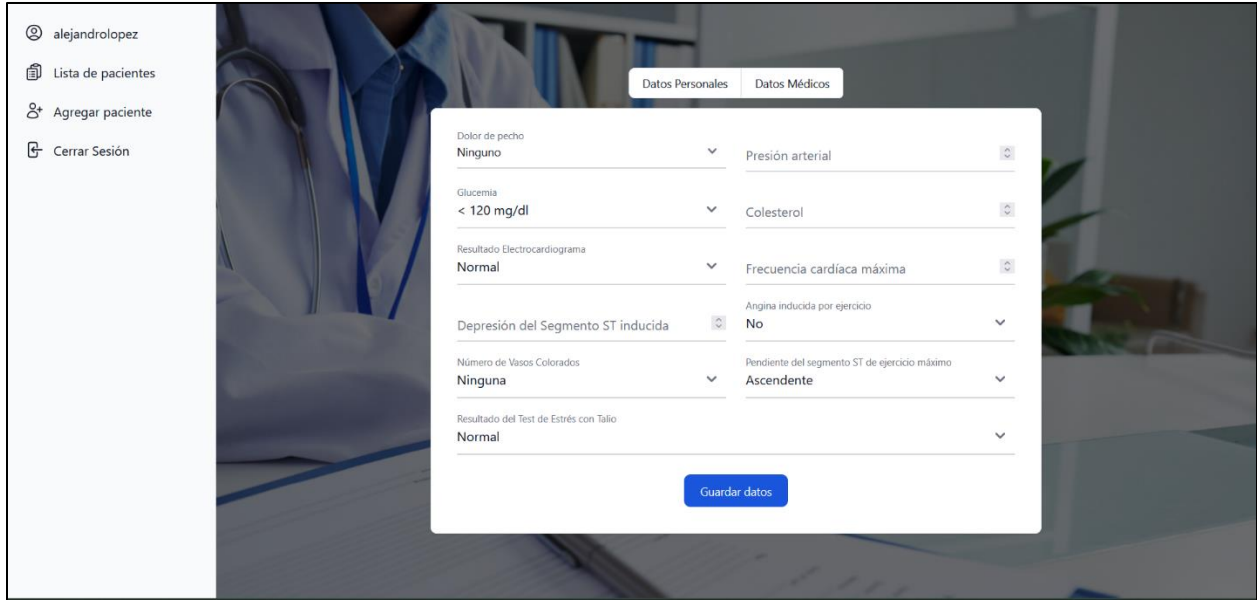 alejandrolopez
Lista de pacientes
Agregar paciente
Cerrar Sesión
Datos Personales
Datos Médicos
Dolor de pecho
Ninguno
Presión arterial
Glucemia
< 120 mg/dl
Colesterol
Resultado Electrocardiograma
Normal
Frecuencia cardíaca máxima
Depresión del Segmento ST inducida
Angina inducida por ejercicio
No
Número de Vasos Colorados
Ninguna
Pendiente del segmento ST de ejercicio máximo
Ascendente
Resultado del Test de Estrés con Talio
Normal
Guardar datos